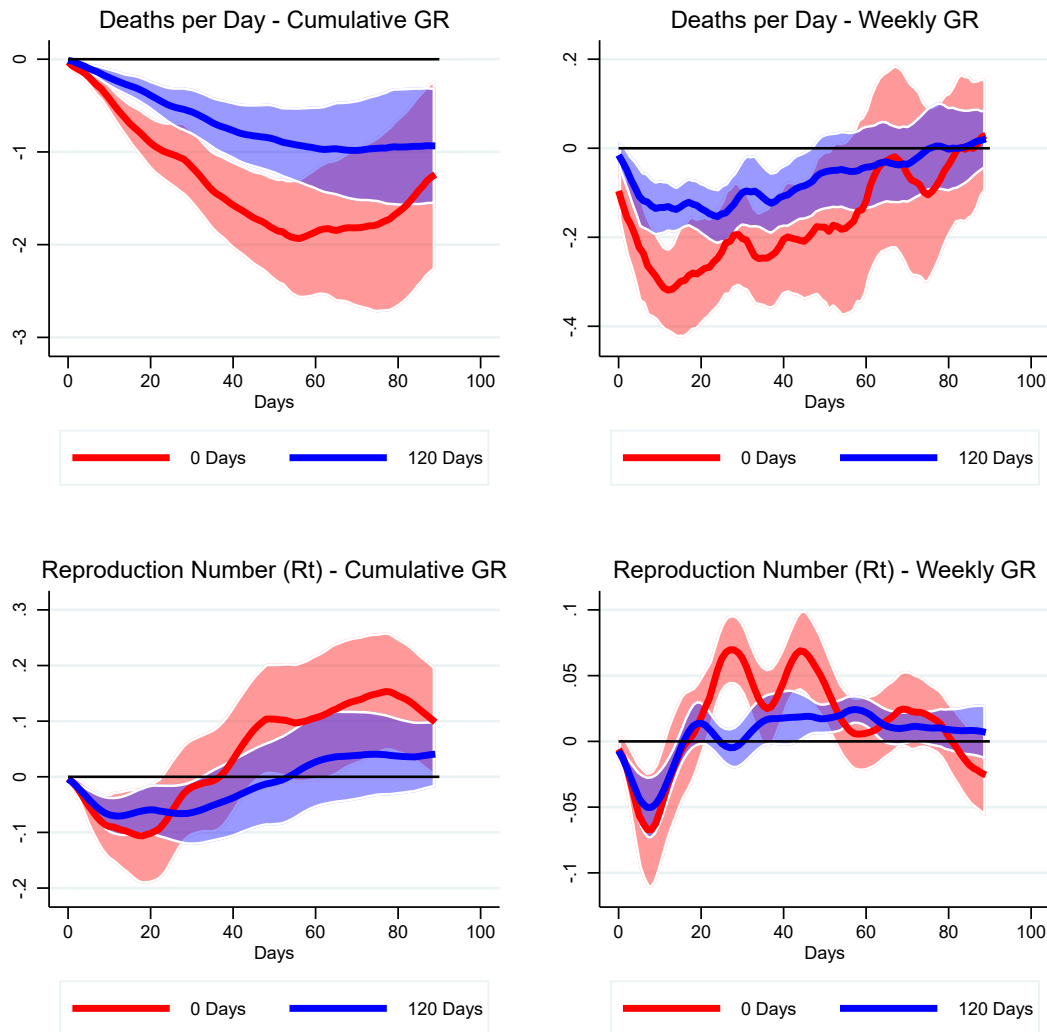 Deaths per Day - Cumulative GR
0
-1
-2
-3
0 20 40 60 80 100
Days
0 Days 120 Days
Deaths per Day - Weekly GR
.2
0
-.2
-.4
0 20 40 60 80 100
Days
0 Days 120 Days
Reproduction Number (Rt) - Cumulative GR
.3
.2
.1
0
-.1
-.2
0 20 40 60 80 100
Days
0 Days 120 Days
Reproduction Number (Rt) - Weekly GR
.1
.05
0
-.05
-.1
0 20 40 60 80 100
Days
0 Days 120 Days